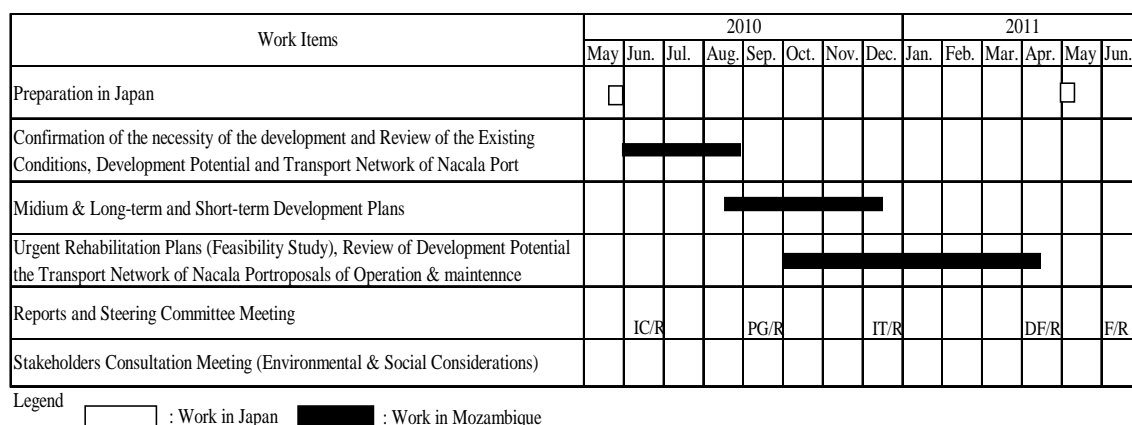 Work Items
2010
2011
May Jun. Jul. Aug. Sep. Oct. Nov. Dec. Jan. Feb. Mar. Apr. May Jun.
Preparation in Japan
Confirmation of the necessity of the development and Review of the Existing
Conditions, Development Potential and Transport Network of Nacala Port
Midium & Long-term and Short-term Development Plans
Urgent Rehabilitation Plans (Feasibility Study), Review of Development Potential
the Transport Network of Nacala Portroposals of Operation & maintennce
Reports and Steering Committee Meeting
IC/R PG/R IT/R DF/R F/R
Stakeholders Consultation Meeting (Environmental & Social Considerations)
Legend
: Work in Japan : Work in Mozambique